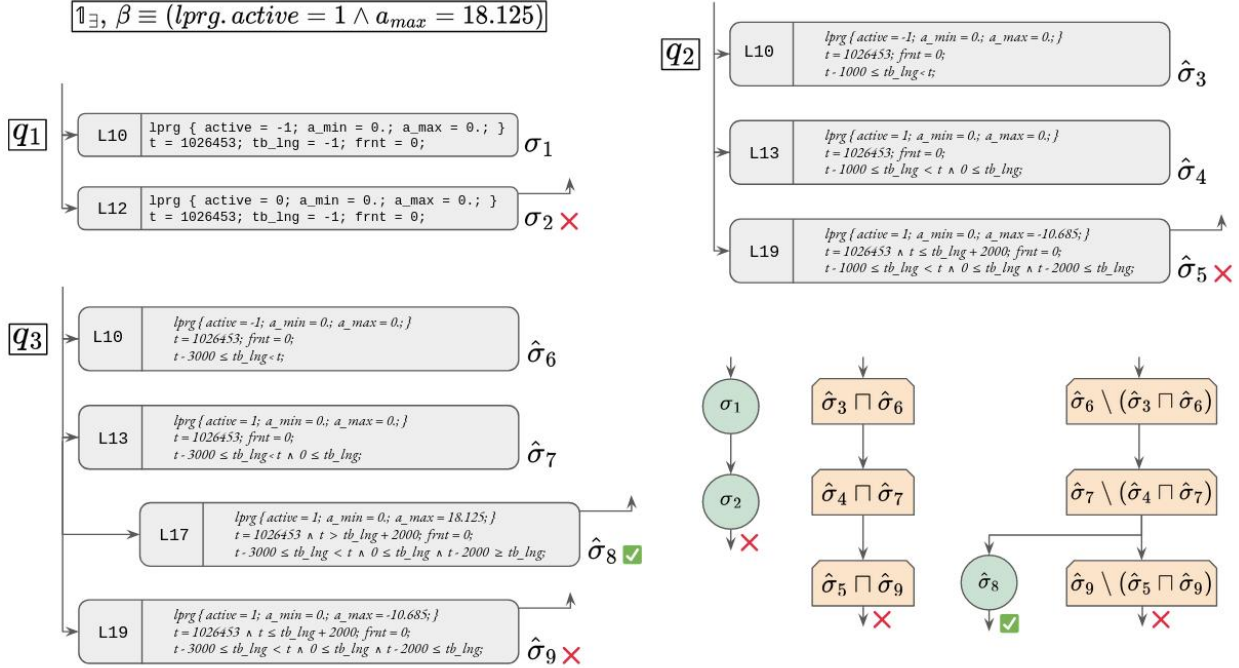 𝟙∃, β ≡ (lprg.active = 1 ∧ a_max = 18.125)
q₁
L10
lprg { active = -1; a_min = 0.; a_max = 0.; }
t = 1026453; tb_lng = -1; frnt = 0;
σ₁
L12
lprg { active = 0; a_min = 0.; a_max = 0.; }
t = 1026453; tb_lng = -1; frnt = 0;
σ₂
q₂
L10
lprg { active = -1; a_min = 0.; a_max = 0.; }
t = 1026453; frnt = 0;
t - 1000 ≤ tb_lng < t;
σ̂₃
L13
lprg { active = 1; a_min = 0.; a_max = 0.; }
t = 1026453; frnt = 0;
t - 1000 ≤ tb_lng < t ∧ 0 ≤ tb_lng;
σ̂₄
L19
lprg { active = 1; a_min = 0.; a_max = -10.685; }
t = 1026453 ∧ t ≤ tb_lng + 2000; frnt = 0;
t - 1000 ≤ tb_lng < t ∧ 0 ≤ tb_lng ∧ t - 2000 ≤ tb_lng;
σ̂₅
q₃
L10
lprg { active = -1; a_min = 0.; a_max = 0.; }
t = 1026453; frnt = 0;
t - 3000 ≤ tb_lng < t;
σ̂₆
L13
lprg { active = 1; a_min = 0.; a_max = 0.; }
t = 1026453; frnt = 0;
t - 3000 ≤ tb_lng < t ∧ 0 ≤ tb_lng;
σ̂₇
L17
lprg { active = 1; a_min = 0.; a_max = 18.125; }
t = 1026453 ∧ t > tb_lng + 2000; frnt = 0;
t - 3000 ≤ tb_lng < t ∧ 0 ≤ tb_lng ∧ t - 2000 ≥ tb_lng;
σ̂₈
L19
lprg { active = 1; a_min = 0.; a_max = -10.685; }
t = 1026453 ∧ t ≤ tb_lng + 2000; frnt = 0;
t - 3000 ≤ tb_lng < t ∧ 0 ≤ tb_lng ∧ t - 2000 ≤ tb_lng;
σ̂₉
σ₁
σ̂₃ ⊓ σ̂₆
σ̂₆ \ (σ̂₃ ⊓ σ̂₆)
σ₂
σ̂₄ ⊓ σ̂₇
σ̂₇ \ (σ̂₄ ⊓ σ̂₇)
σ̂₅ ⊓ σ̂₉
σ̂₈
σ̂₉ \ (σ̂₅ ⊓ σ̂₉)